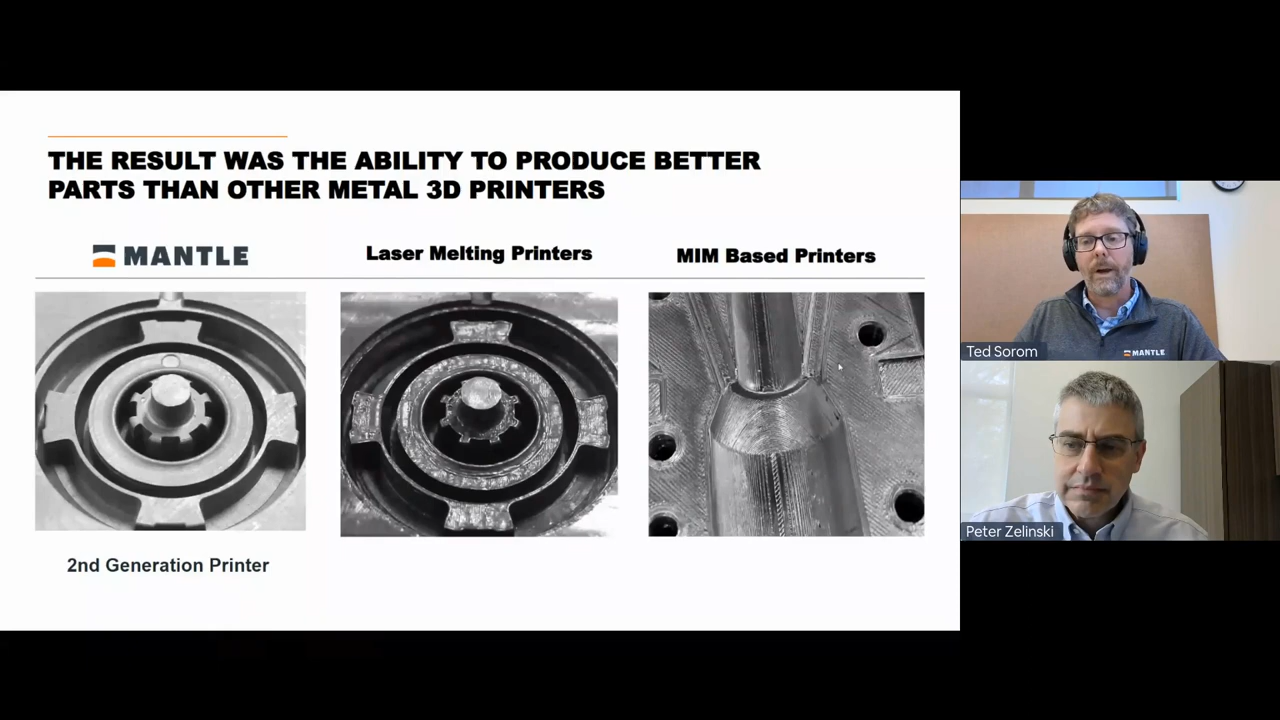 THE RESULT WAS THE ABILITY TO PRODUCE BETTER
PARTS THAN OTHER METAL 3D PRINTERS
MANTLE
Laser Melting Printers
MIM Based Printers
2nd Generation Printer
MANTLE
Ted Sorom
Peter Zelinski